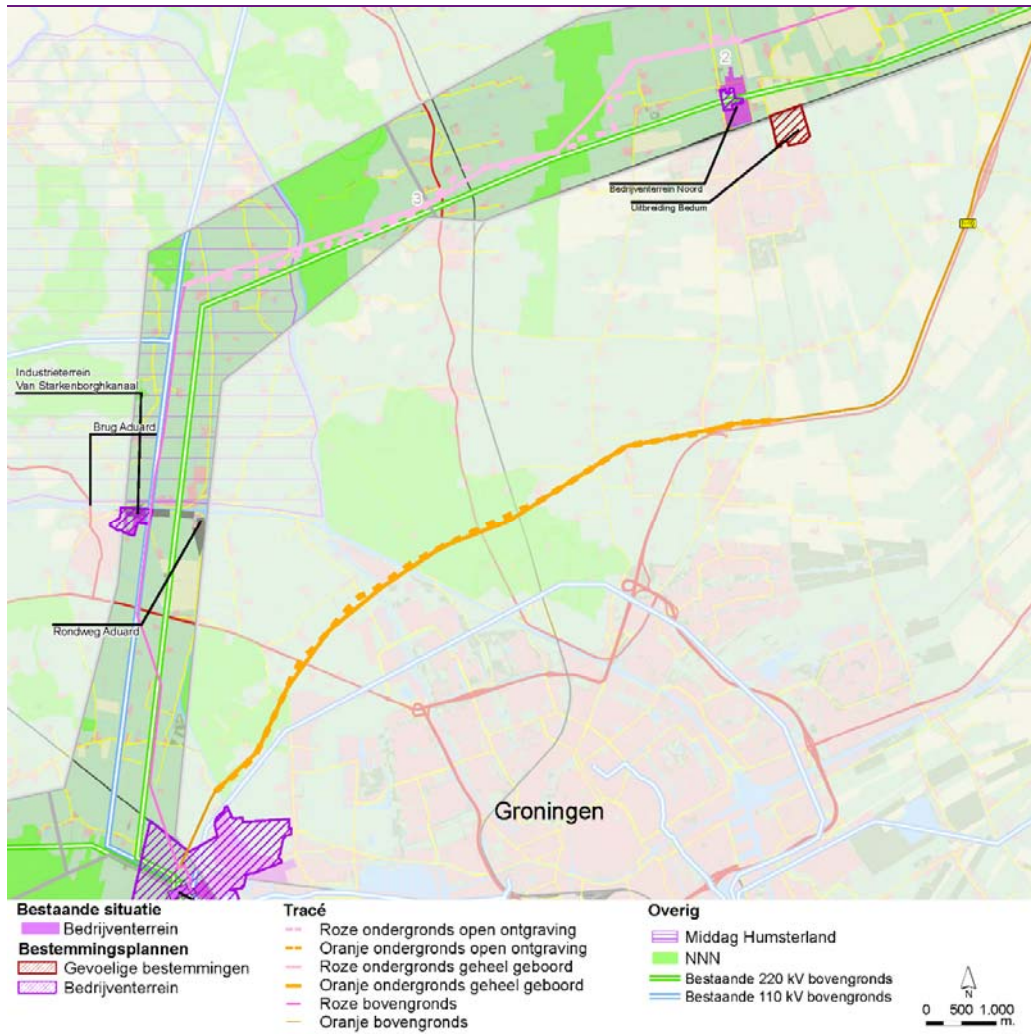 2
Bedrijventerrein Noord
Uitbreiding Bedum
3
Industrieterrein
Van Starkenborghkanaal
Brug Aduard
Rondweg Aduard
Groningen
Bestaande situatie
Bedrijventerrein
Bestemmingsplannen
Gevoelige bestemmingen
Bedrijventerrein
Tracé
Roze ondergronds open ontgraving
Oranje ondergronds open ontgraving
Roze ondergronds geheel geboord
Oranje ondergronds geheel geboord
Roze bovengronds
Oranje bovengronds
Overig
Middag Humsterland
NNN
Bestaande 220 kV bovengronds
Bestaande 110 kV bovengronds
N
0 500 1.000
m.